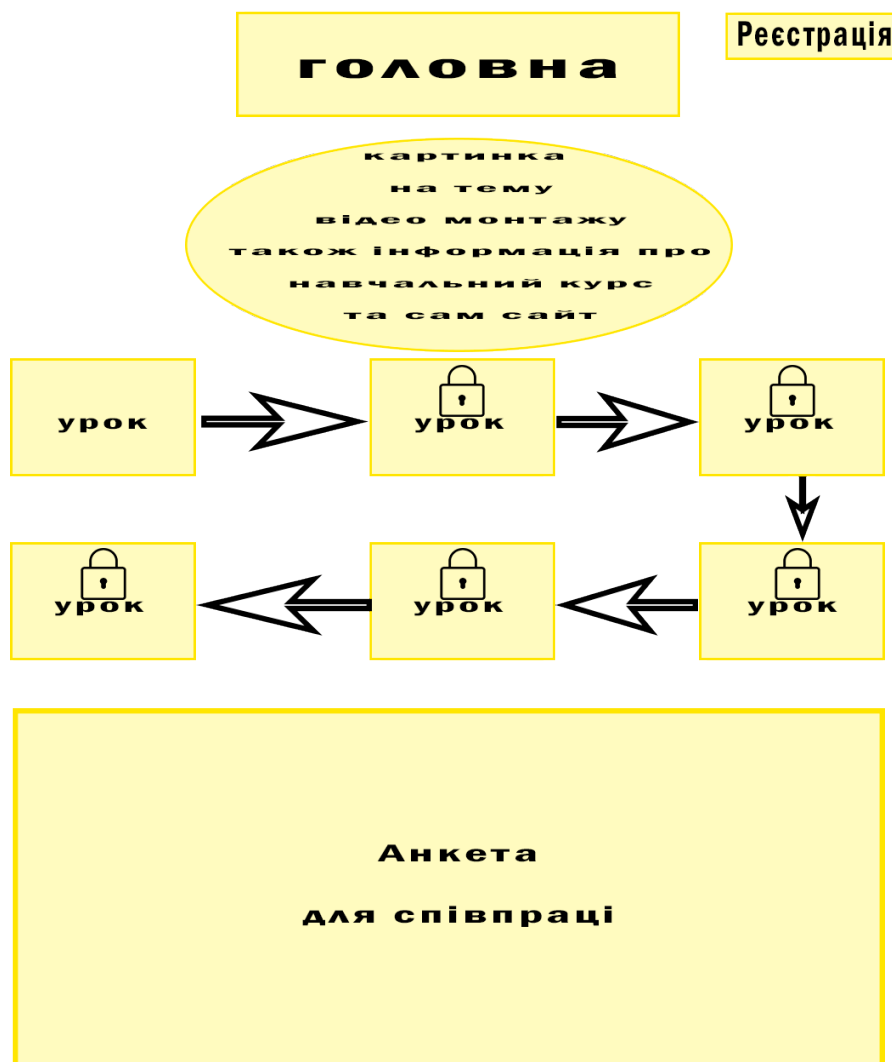 головна
Реєстрація
картинка
на тему
відео монтажу
також інформація про
навчальний курс
та сам сайт
урок
урок
урок
урок
урок
урок
Анкета
для співпраці